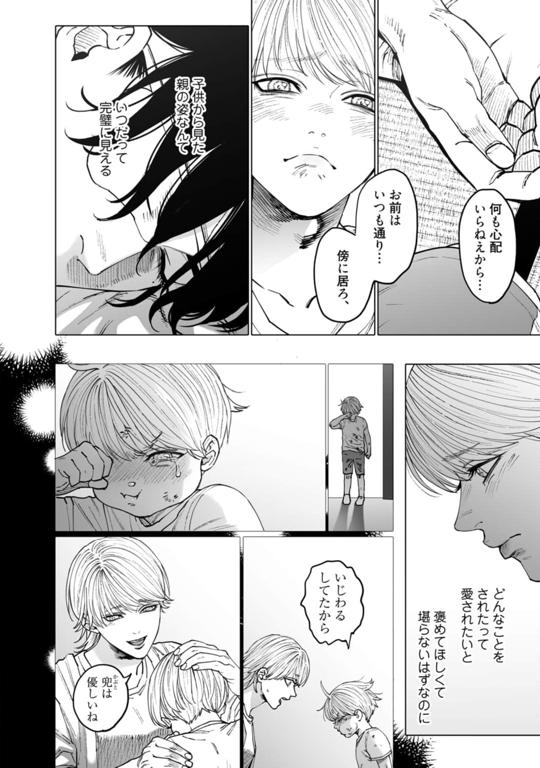 何も心配
いらねえから…
お前は
いつも通り…
傍に居ろ、
子供から見た
親の姿なんて
いつだって
完璧に見える
どんなことを
されたって
愛されたいと
褒めてほしくて
堪らないはずなのに
いじわる
してたから
兜は
かぶと
優しいね